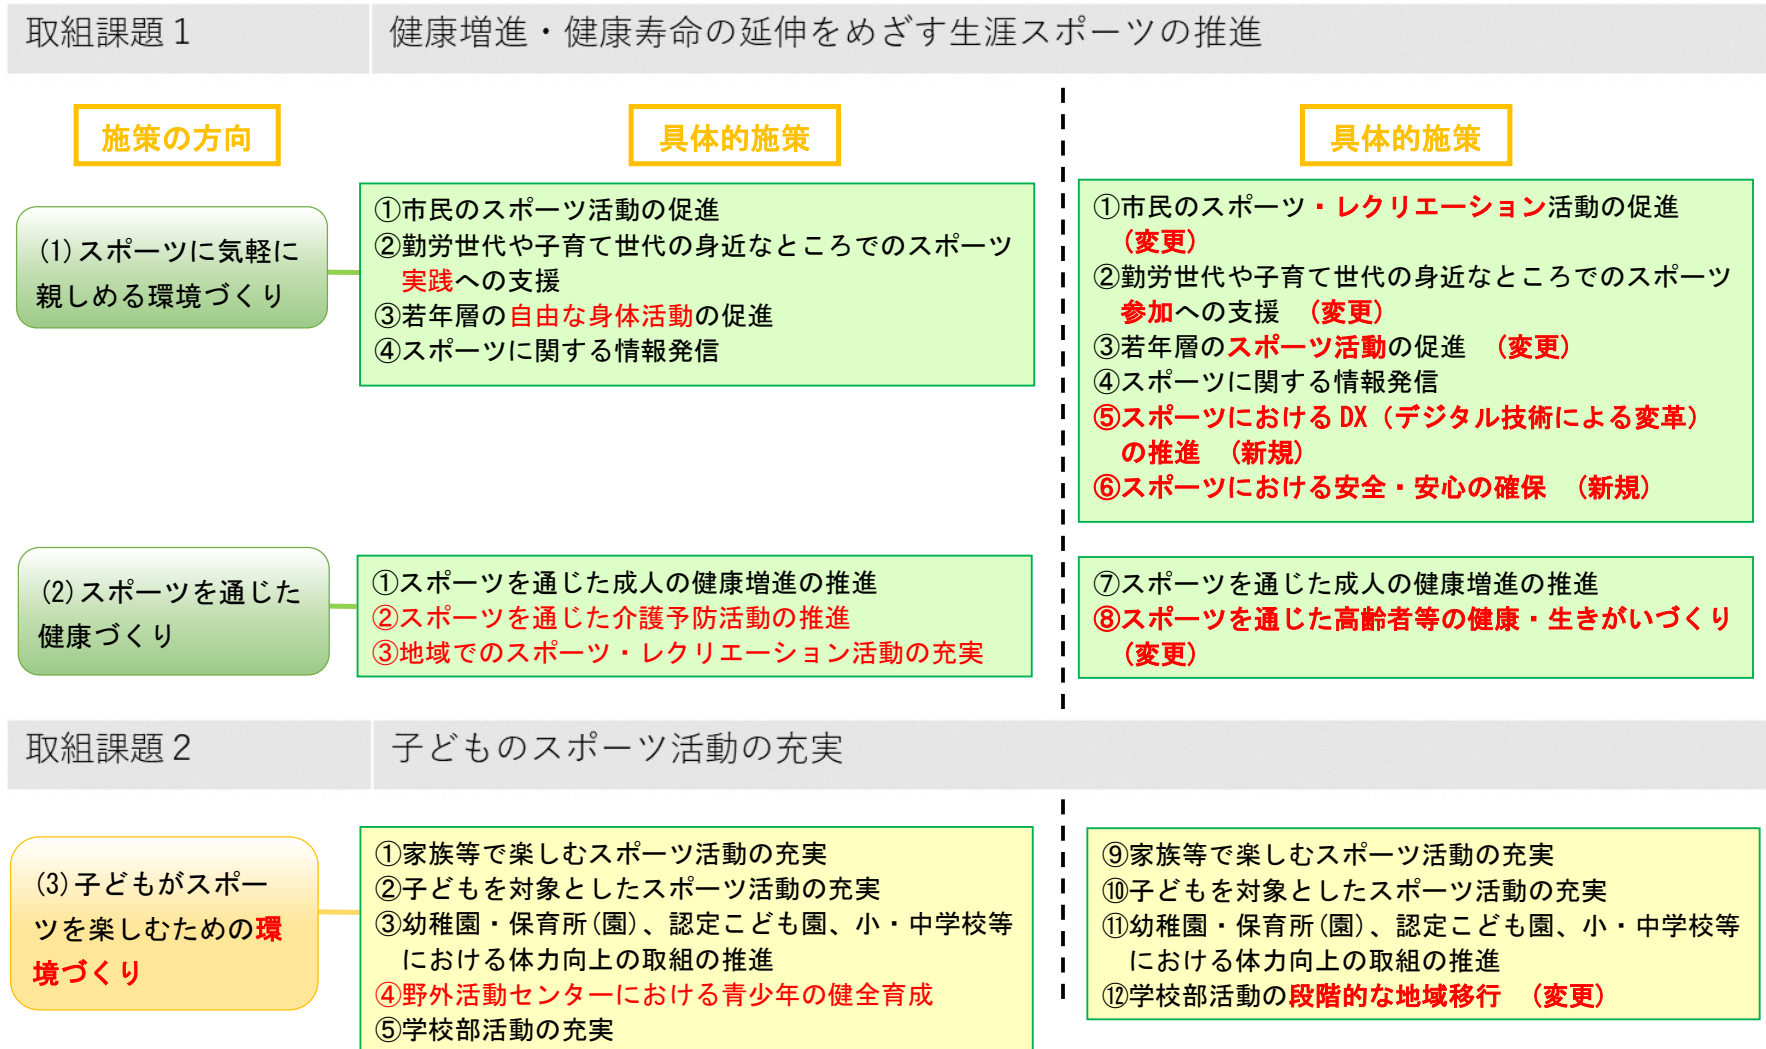 取組課題1 健康増進・健康寿命の延伸をめざす生涯スポーツの推進
施策の方向
具体的施策
具体的施策
(1)スポーツに気軽に
親しめる環境づくり
①市民のスポーツ活動の促進
②勤労世代や子育て世代の身近なところでのスポーツ
実践への支援
③若年層の自由な身体活動の促進
④スポーツに関する情報発信
①市民のスポーツ・レクリエーション活動の促進
(変更)
②勤労世代や子育て世代の身近なところでのスポーツ
参加への支援 (変更)
③若年層のスポーツ活動の促進 (変更)
④スポーツに関する情報発信
⑤スポーツにおけるDX(デジタル技術による変革)
の推進 (新規)
⑥スポーツにおける安全・安心の確保 (新規)
(2)スポーツを通じた
健康づくり
①スポーツを通じた成人の健康増進の推進
②スポーツを通じた介護予防活動の推進
③地域でのスポーツ・レクリエーション活動の充実
⑦スポーツを通じた成人の健康増進の推進
⑧スポーツを通じた高齢者等の健康・生きがいづくり
(変更)
取組課題2 子どものスポーツ活動の充実
(3)子どもがスポー
ツを楽しむための環
境づくり
①家族等で楽しむスポーツ活動の充実
②子どもを対象としたスポーツ活動の充実
③幼稚園・保育所(園)、認定こども園、小・中学校等
における体力向上の取組の推進
④野外活動センターにおける青少年の健全育成
⑤学校部活動の充実
⑨家族等で楽しむスポーツ活動の充実
⑩子どもを対象としたスポーツ活動の充実
⑪幼稚園・保育所(園)、認定こども園、小・中学校等
における体力向上の取組の推進
⑫学校部活動の段階的な地域移行 (変更)